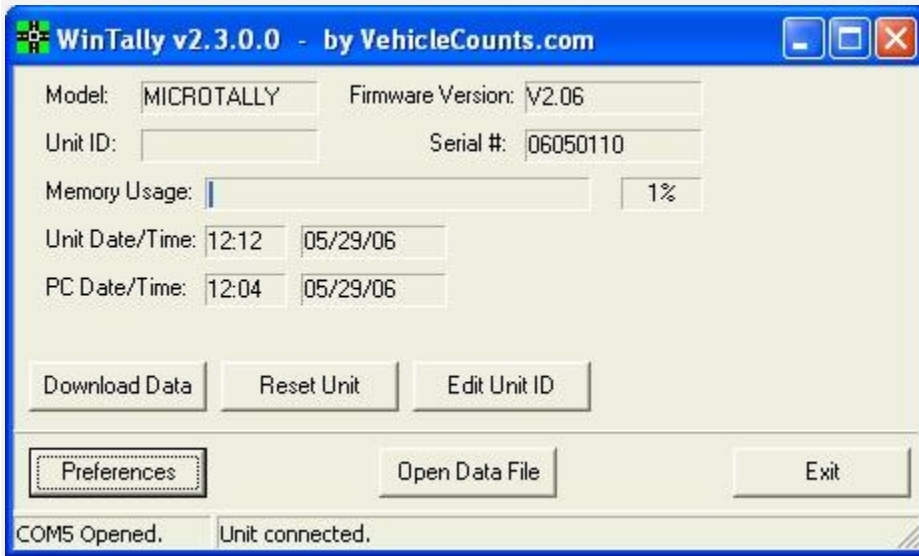 WinTally v2.3.0.0 - by VehicleCounts.com
Model: MICROTALLY Firmware Version: V2.06
Unit ID: Serial #: 06050110
Memory Usage: 1%
Unit Date/Time: 12:12 05/29/06
PC Date/Time: 12:04 05/29/06
Download Data Reset Unit Edit Unit ID
Preferences Open Data File Exit
COM5 Opened. Unit connected.